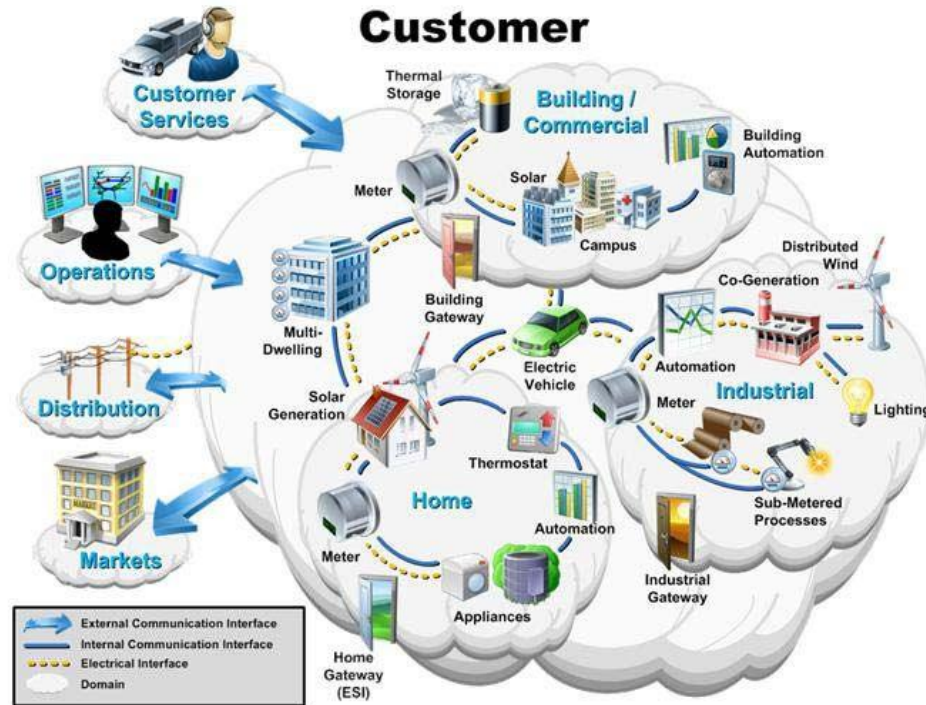 Customer
Customer
Services
Thermal
Storage
Building /
Commercial
Building
Automation
Meter
Solar
Campus
Operations
Building
Gateway
Multi-
Dwelling
Distributed
Wind
Co-Generation
Automation
Electric
Vehicle
Meter
Industrial
Lighting
Distribution
Solar
Generation
Thermostat
Home
Sub-Metered
Processes
MARKET
Markets
Automation
Meter
Appliances
Industrial
Gateway
Home
Gateway
(ESI)
External Communication Interface
Internal Communication Interface
Electrical Interface
Domain